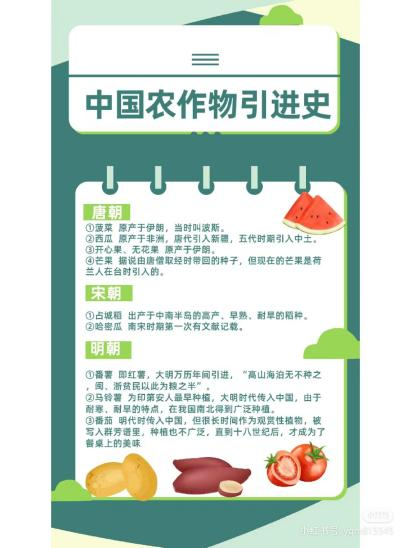 中国农作物引进史
唐朝
①菠菜 原产于伊朗，当时叫波斯。
②西瓜 原产于非洲，唐代引入新疆，五代时期引入中土。
③开心果、无花果 原产于伊朗。
④芒果 据说由唐僧取经时带回的种子，但现在的芒果是荷
兰人在台时引入的。
宋朝
①占城稻 出产于中南半岛的高产、早熟、耐旱的稻种。
②哈密瓜 南宋时期第一次有文献记载。
明朝
①番薯 即红薯，大明万历年间引进，“高山海泊无不种之
，闽、浙贫民以此为粮之半”。
②马铃薯 为印第安人最早种植，大明时代传入中国，由于
耐寒、耐旱的特点，在我国南北得到广泛种植。
③番茄 明代时传入中国，但很长时间作为观赏性植物，被
写入群芳谱里，种植也不广泛，直到十八世纪后，才成为了
餐桌上的美味
小红书